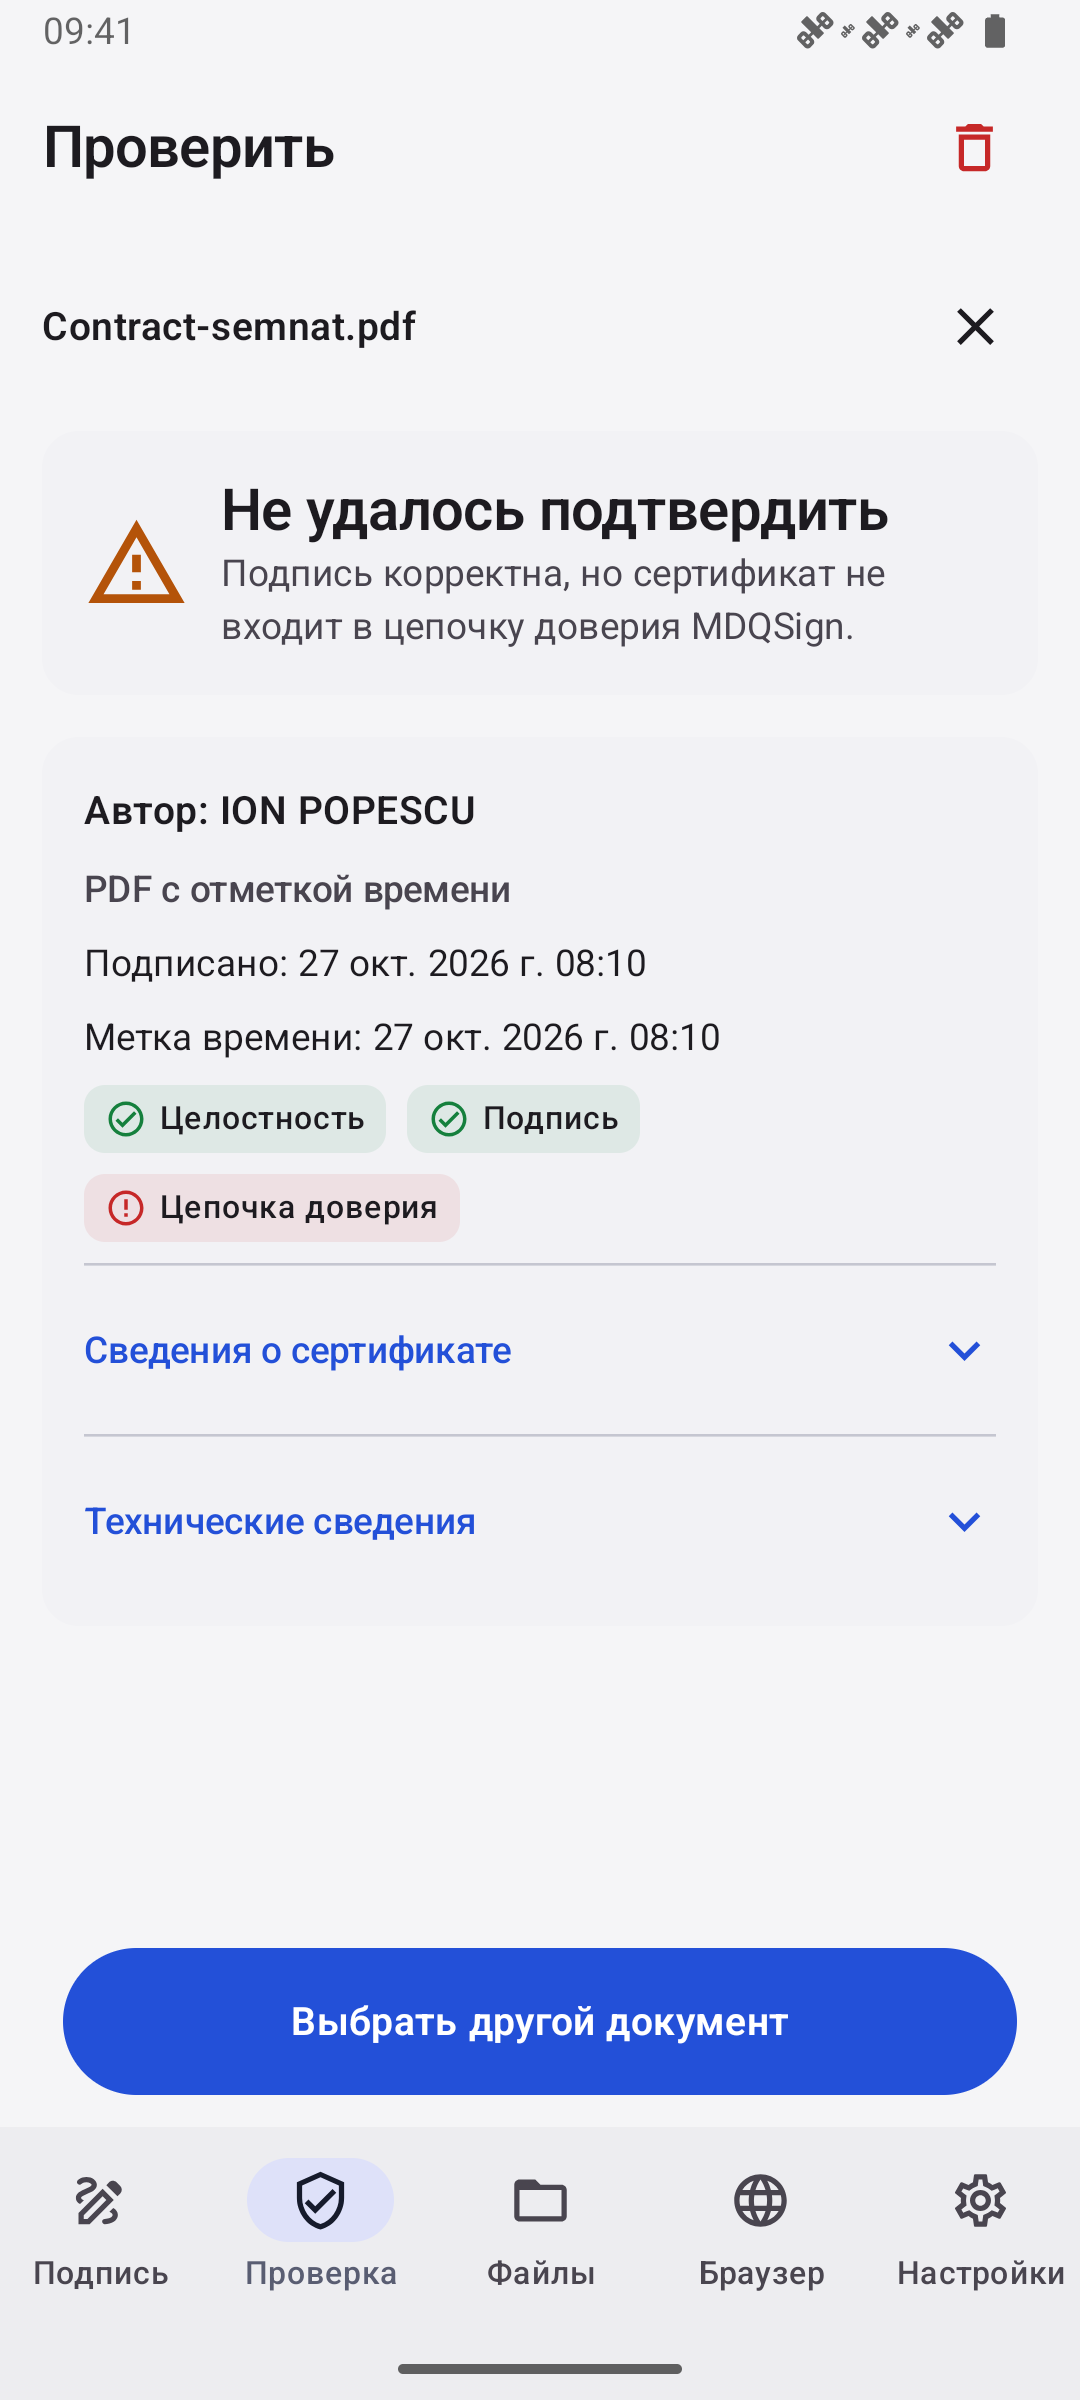 09:41
Проверить
Contract-semnat.pdf
Не удалось подтвердить
Подпись корректна, но сертификат не
входит в цепочку доверия MDQSign.
Автор: ION POPESCU
PDF с отметкой времени
Подписано: 27 окт. 2026 г. 08:10
Метка времени: 27 окт. 2026 г. 08:10
Целостность
Подпись
Цепочка доверия
Сведения о сертификате
Технические сведения
Выбрать другой документ
Подпись
Проверка
Файлы
Браузер
Настройки